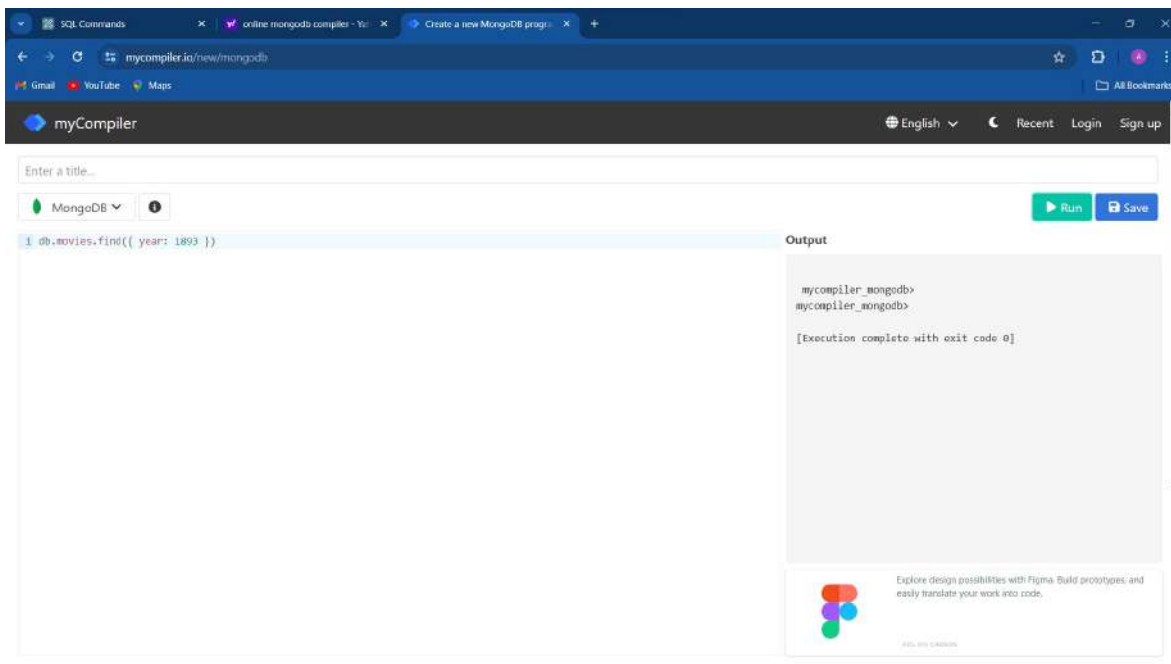 SQL Commands
online mongodb compiler - Ya
Create a new MongoDB progra
mycompiler.io/new/mongodb
Gmail YouTube Maps
All Bookmarks
myCompiler
English Recent Login Sign up
Enter a title...
MongoDB
Run Save
1 db.movies.find({ year: 1893 })
Output
mycompiler_mongodb>
mycompiler_mongodb>
[Execution complete with exit code 0]
Explore design possibilities with Figma. Build prototypes, and
easily translate your work into code.